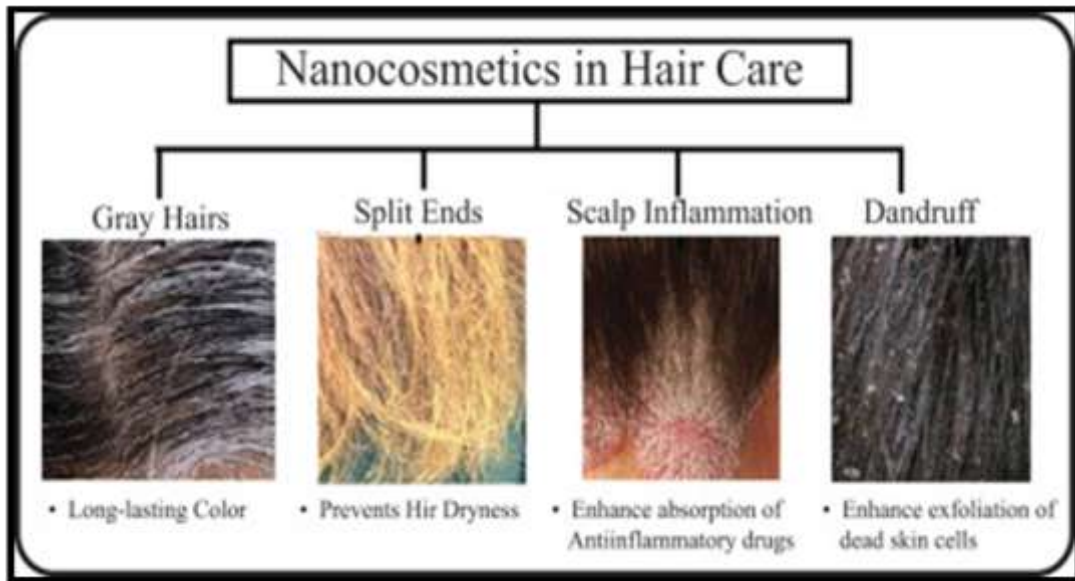 Nanocosmetics in Hair Care
Gray Hairs
Split Ends
Scalp Inflammation
Dandruff
• Long-lasting Color
• Prevents Hir Dryness
• Enhance absorption of
Antiinflammatory drugs
• Enhance exfoliation of
dead skin cells